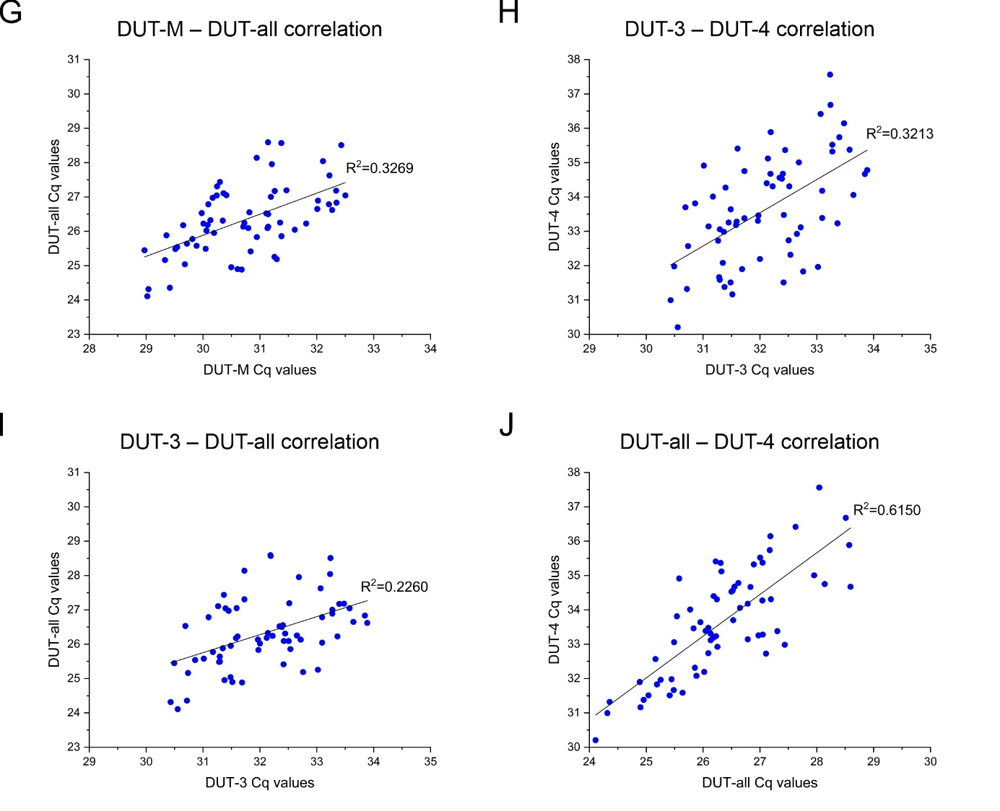 G
DUT-M – DUT-all correlation
31
30
29
28
27
26
25
24
23
DUT-all Cq values
R²=0.3269
28 29 30 31 32 33 34
DUT-M Cq values
H
DUT-3 – DUT-4 correlation
38
37
36
35
34
33
32
31
30
DUT-4 Cq values
R²=0.3213
29 30 31 32 33 34 35
DUT-3 Cq values
I
DUT-3 – DUT-all correlation
31
30
29
28
27
26
25
24
23
DUT-all Cq values
R²=0.2260
29 30 31 32 33 34 35
DUT-3 Cq values
J
DUT-all – DUT-4 correlation
38
37
36
35
34
33
32
31
30
DUT-4 Cq values
R²=0.6150
24 25 26 27 28 29 30
DUT-all Cq values